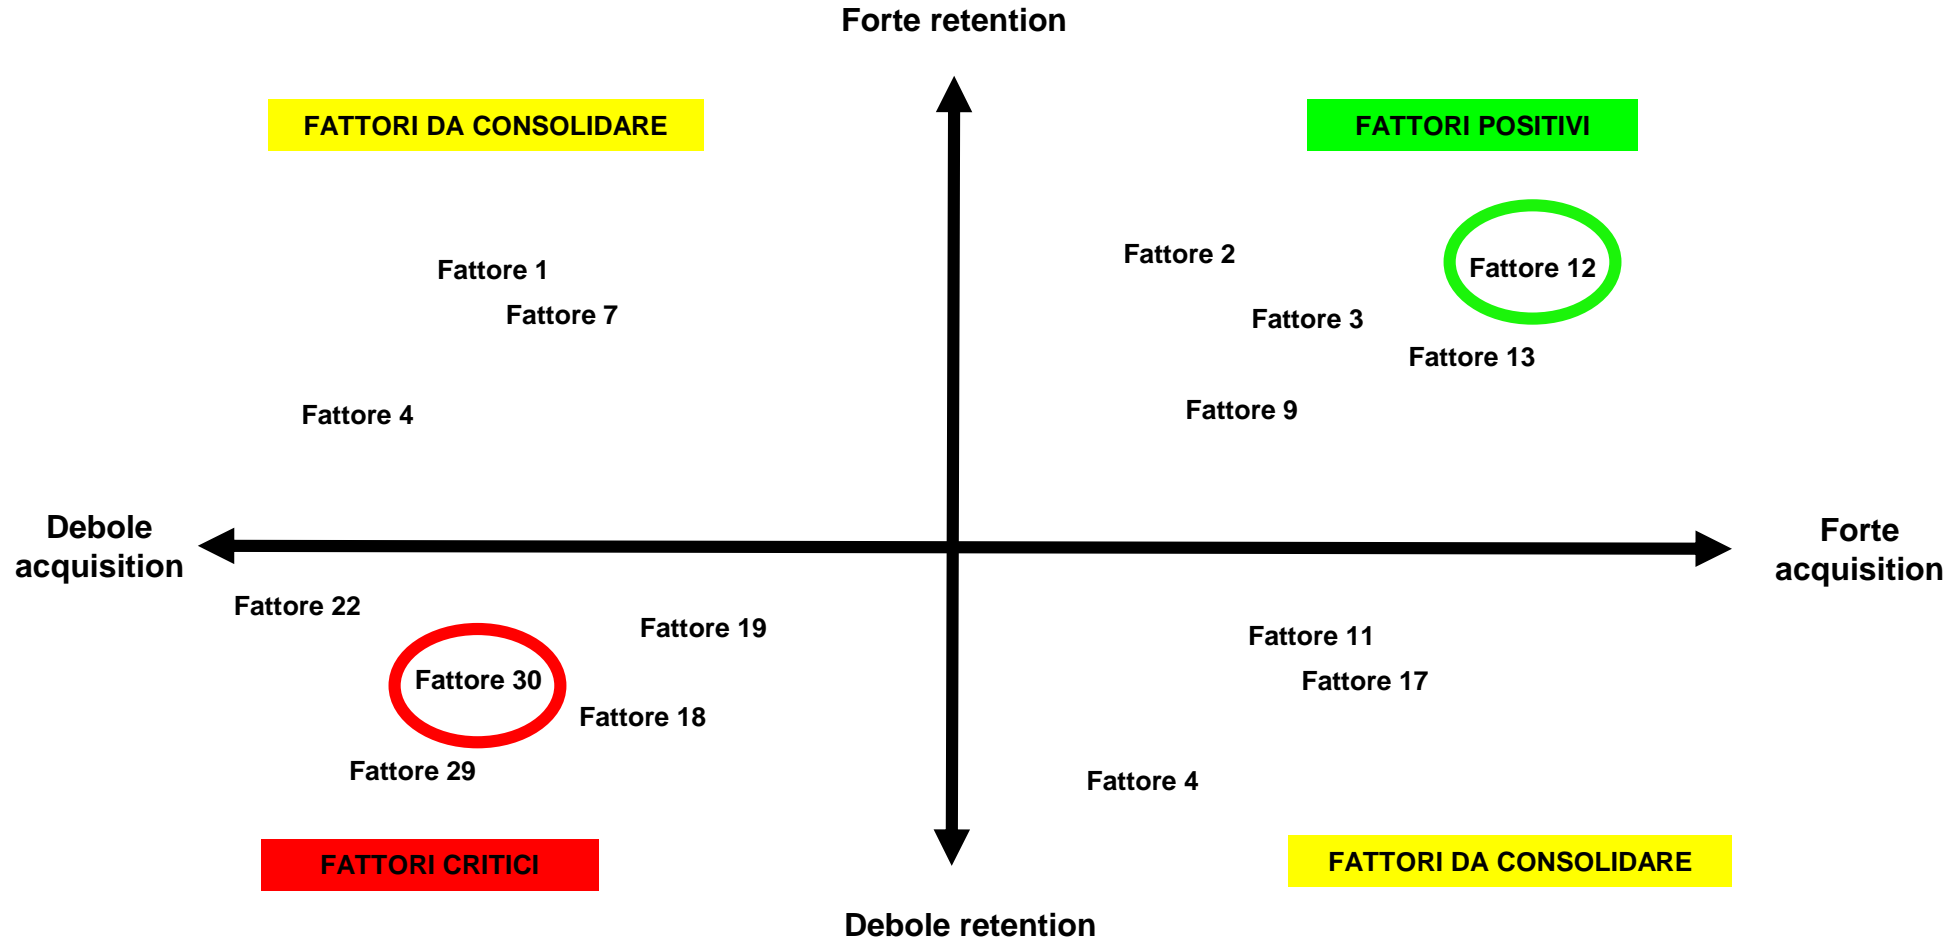 Forte retention
FATTORI DA CONSOLIDARE
FATTORI POSITIVI
Fattore 1
Fattore 7
Fattore 4
Fattore 2
Fattore 12
Fattore 3
Fattore 13
Fattore 9
Debole
acquisition
Forte
acquisition
Fattore 22
Fattore 19
Fattore 30
Fattore 18
Fattore 29
Fattore 11
Fattore 17
Fattore 4
FATTORI CRITICI
FATTORI DA CONSOLIDARE
Debole retention